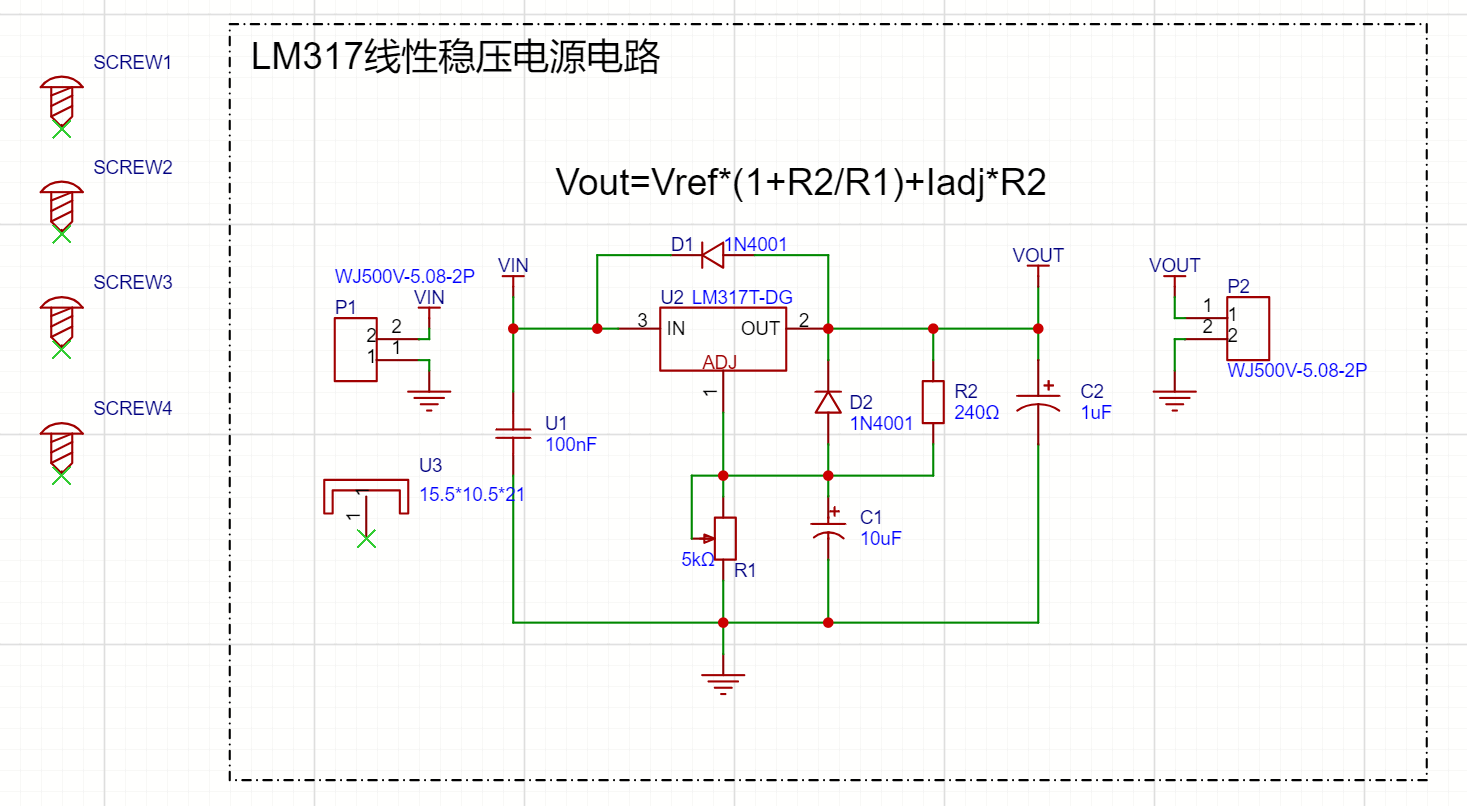 LM317线性稳压电源电路
SCREW1
SCREW2
SCREW3
SCREW4
Vout=Vref*(1+R2/R1)+Iadj*R2
WJ500V-5.08-2P
P1
VIN
2
2
1
1
VIN
D1
1N4001
U2
LM317T-DG
3
IN
OUT
2
ADJ
1
U1
100nF
D2
1N4001
R2
240Ω
VOUT
C2
1uF
+
VOUT
P2
1
1
2
2
WJ500V-5.08-2P
U3
15.5*10.5*21
1
1
5kΩ
R1
+
C1
10uF